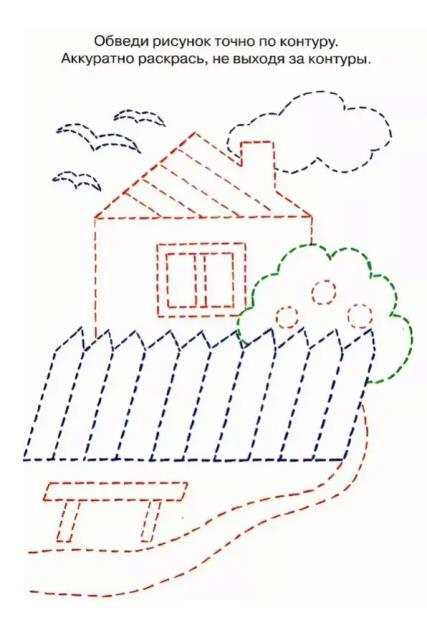 Обведи рисунок точно по контуру.
Аккуратно раскрась, не выходя за контуры.